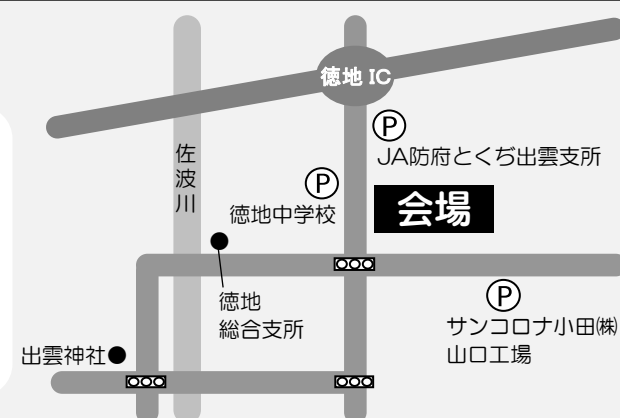 徳地 IC
Ⓟ
JA防府とくぢ出雲支所
佐波川
Ⓟ
徳地中学校
会場
徳地
総合支所
Ⓟ
サンコロナ小田㈱
山口工場
出雲神社●